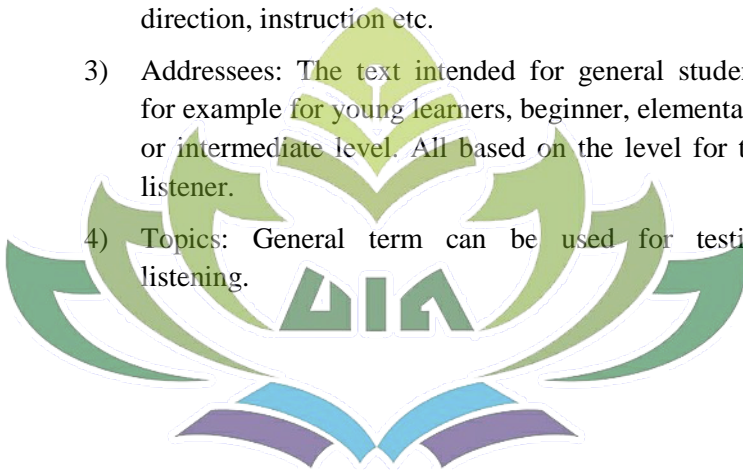 direction, instruction etc.
3) Addressees: The text intended for general studen
for example for young learners, beginner, elementa
or intermediate level. All based on the level for t
listener.
4) Topics: General term can be used for testi
listening.
UIN